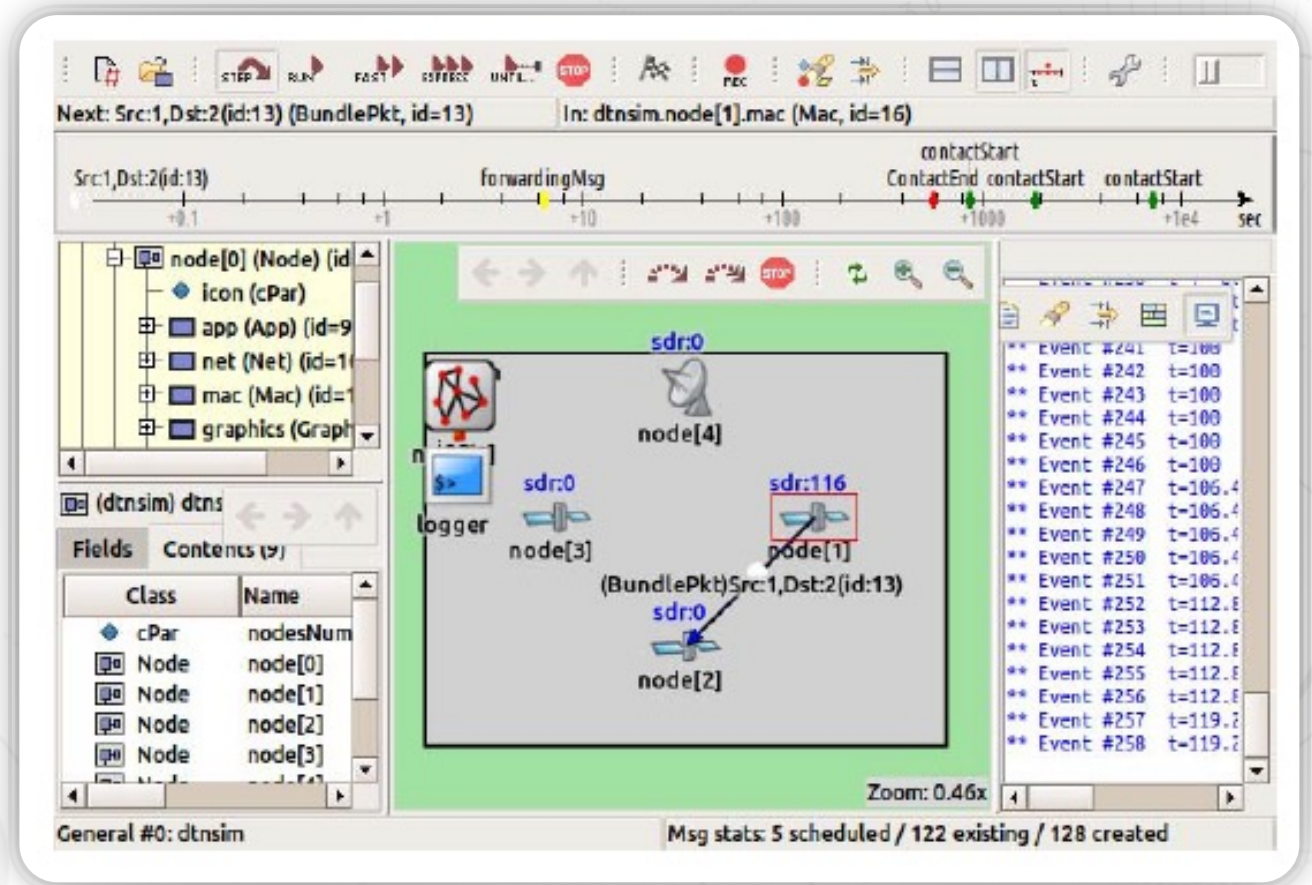 STEP RUN FAST EXPRESS UNTIL... STOP REC
Next: Src:1,Dst:2(id:13) (BundlePkt, id=13) In: dtnsim.node[1].mac (Mac, id=16)
contactStart
Src:1,Dst:2(id:13) forwardingMsg ContactEnd contactStart contactStart
+0.1 +1 +10 +100 +1000 +1e4 sec
node[0] (Node) (id
icon (cPar)
app (App) (id=9
net (Net) (id=1
mac (Mac) (id=1
graphics (Graph
(dtnsim) dtns
Fields Contents (9)
Class Name
cPar nodesNum
Node node[0]
Node node[1]
Node node[2]
Node node[3]
STOP
sdr:0
node[4]
logger
sdr:0
node[3]
sdr:116
node[1]
(BundlePkt)Src:1,Dst:2(id:13)
sdr:0
node[2]
Zoom: 0.46x
** Event #241 t=100
** Event #242 t=100
** Event #243 t=100
** Event #244 t=100
** Event #245 t=100
** Event #246 t=100
** Event #247 t=106.4
** Event #248 t=106.4
** Event #249 t=106.4
** Event #250 t=106.4
** Event #251 t=106.4
** Event #252 t=112.8
** Event #253 t=112.8
** Event #254 t=112.8
** Event #255 t=112.8
** Event #256 t=112.8
** Event #257 t=119.2
** Event #258 t=119.2
General #0: dtnsim Msg stats: 5 scheduled / 122 existing / 128 created